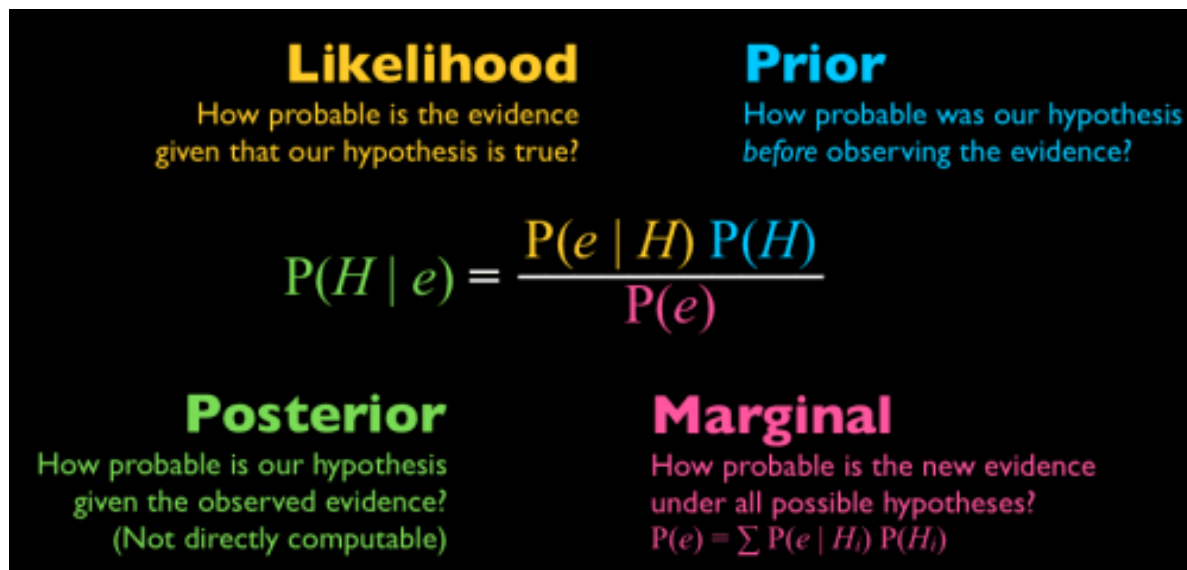 Likelihood
How probable is the evidence
given that our hypothesis is true?
Prior
How probable was our hypothesis
before observing the evidence?
P(H | e) = P(e | H) P(H)
P(e)
Posterior
How probable is our hypothesis
given the observed evidence?
(Not directly computable)
Marginal
How probable is the new evidence
under all possible hypotheses?
P(e) = ∑ P(e | Hᵢ) P(Hᵢ)